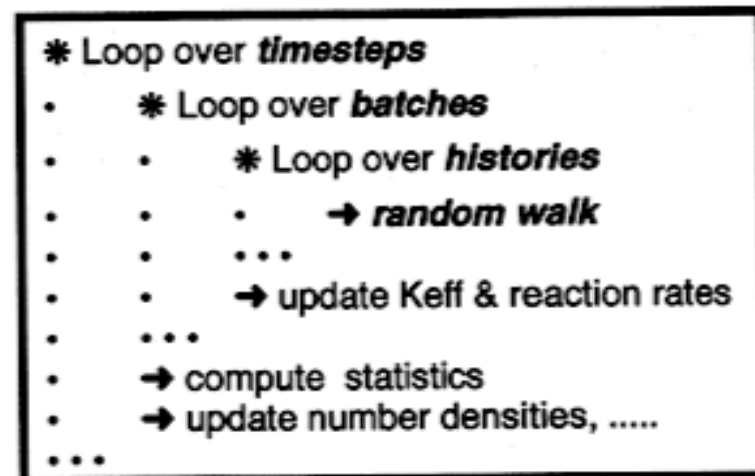 * Loop over timesteps
· * Loop over batches
· · * Loop over histories
· · · → random walk
· · ...
· · → update Keff & reaction rates
· ...
· → compute statistics
· → update number densities, .....
...